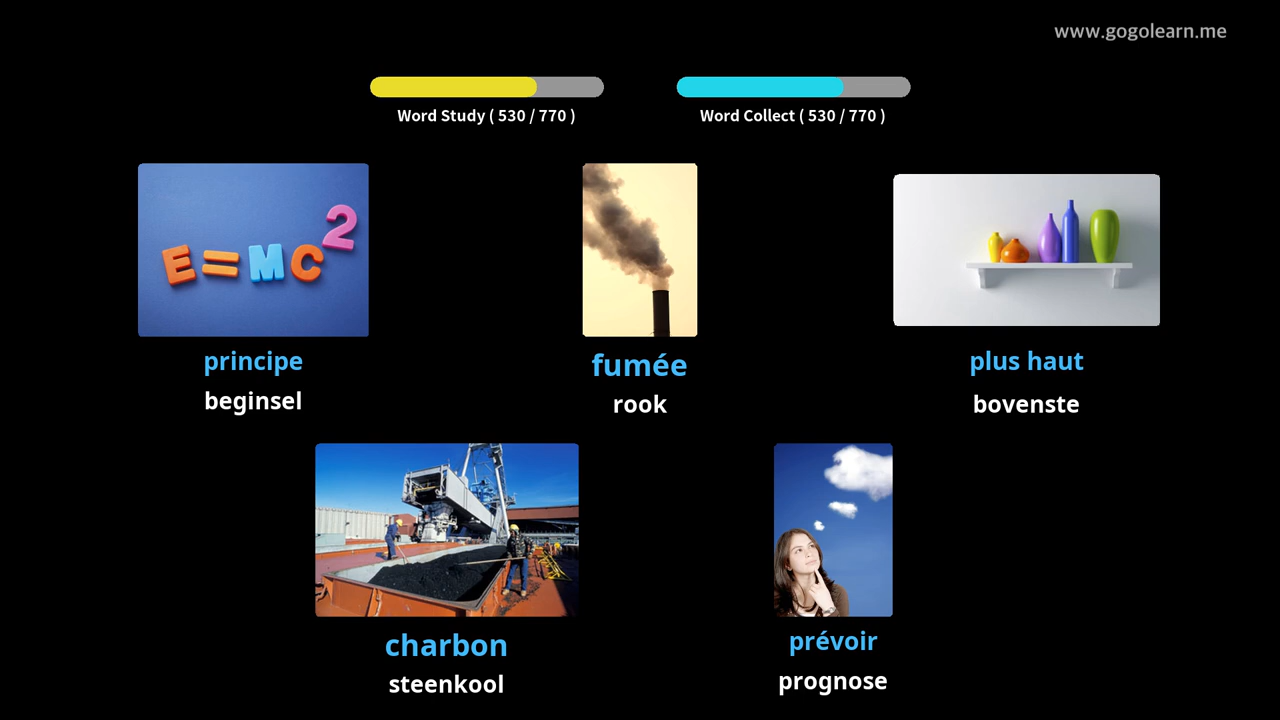 www.gogolearn.me
Word Study ( 530 / 770 )
Word Collect ( 530 / 770 )
E=MC2
principe
fumée
plus haut
beginsel
rook
bovenste
charbon
prévoir
steenkool
prognose